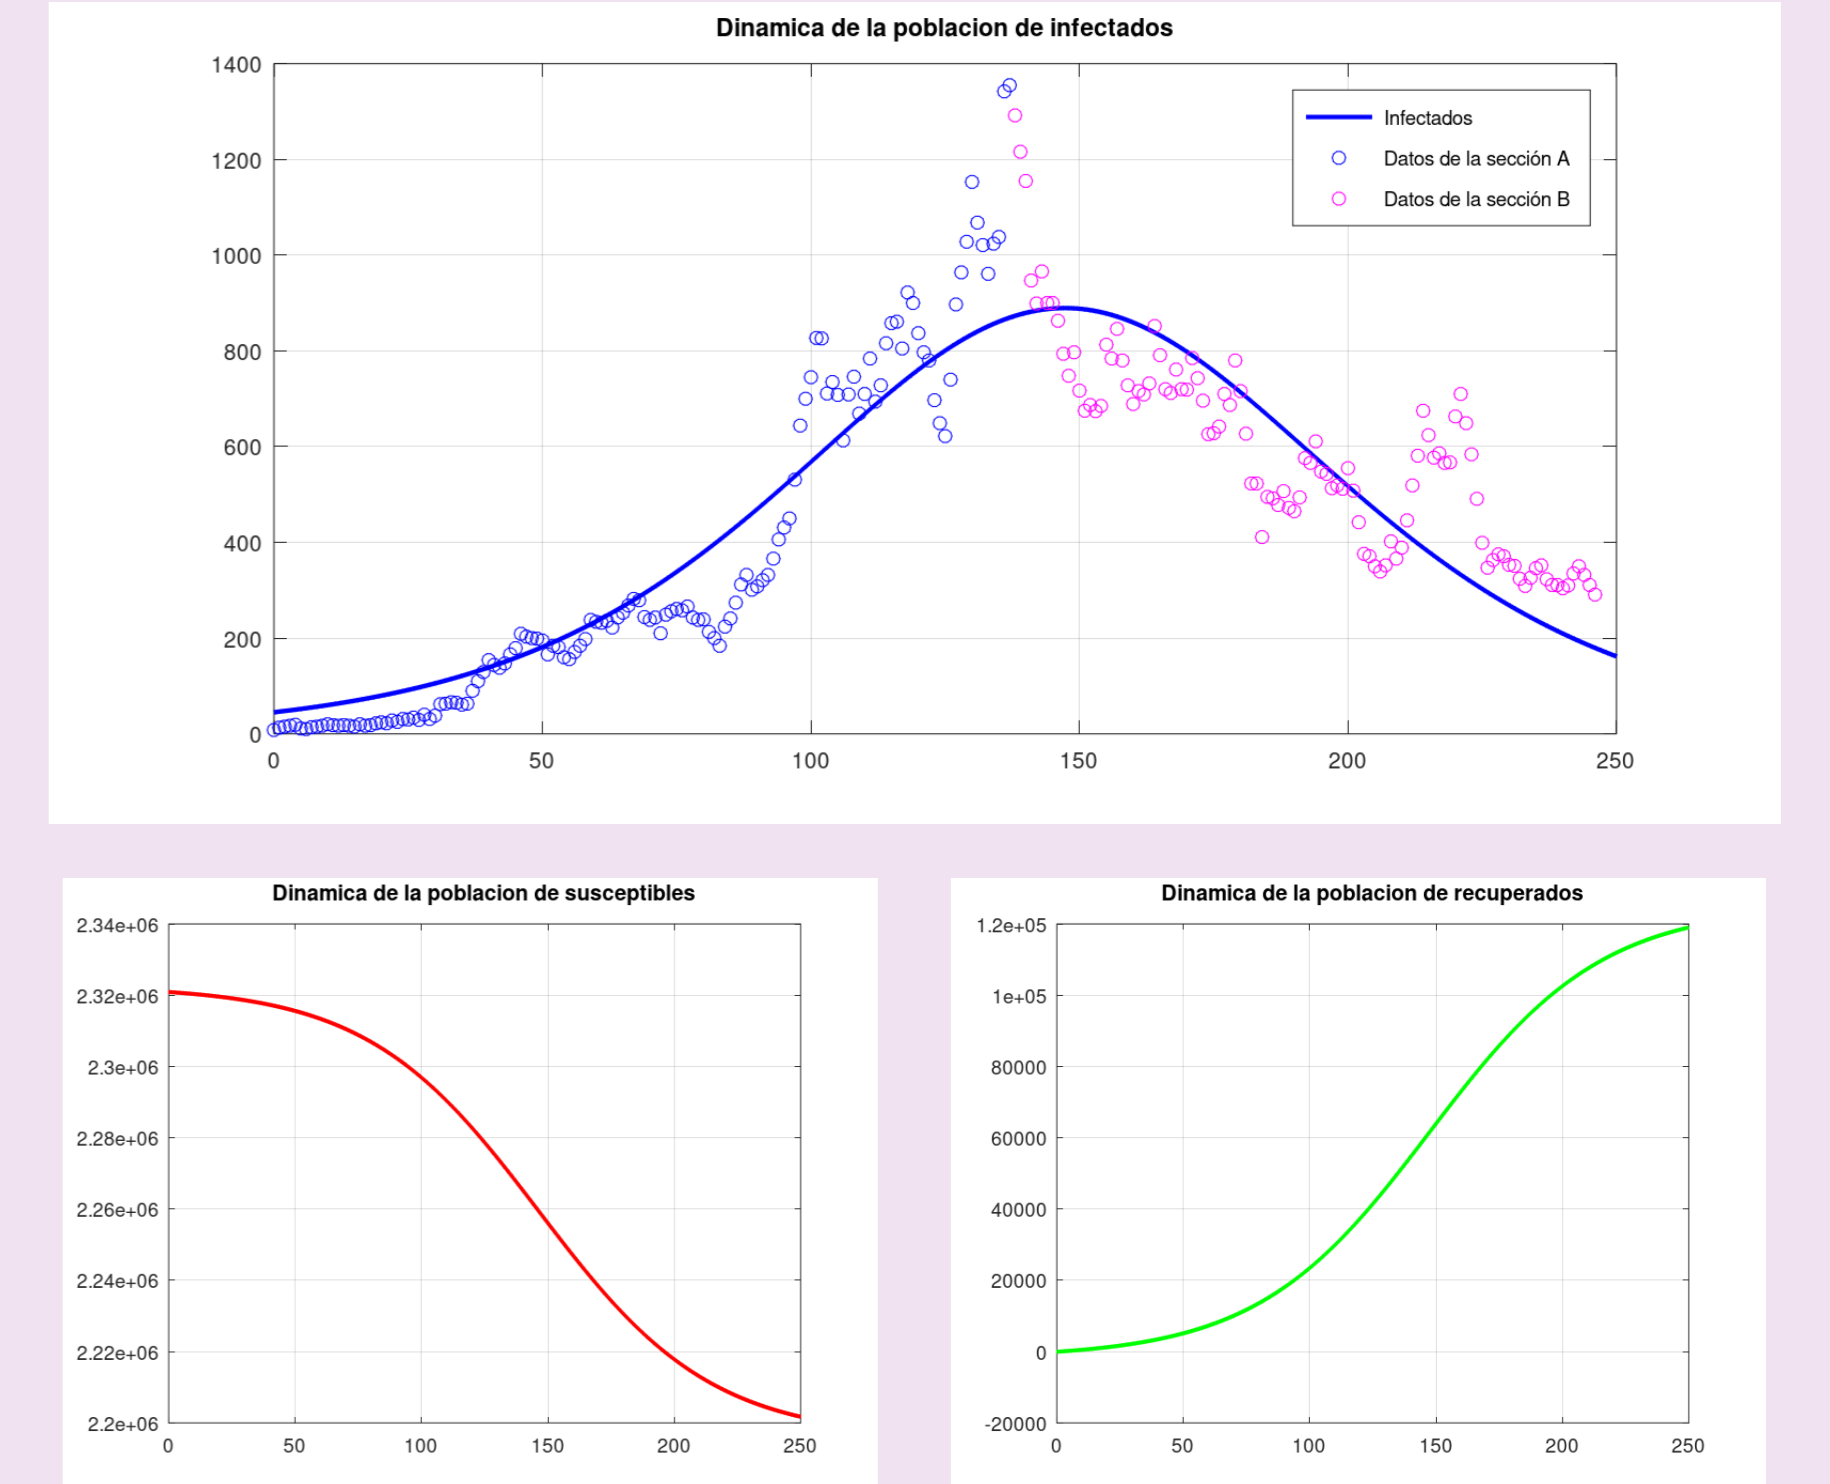 Dinamica de la poblacion de infectados
1400
1200
1000
800
600
400
200
0
0 50 100 150 200 250
Infectados
Datos de la sección A
Datos de la sección B
Dinamica de la poblacion de susceptibles
2.34e+06
2.32e+06
2.3e+06
2.28e+06
2.26e+06
2.24e+06
2.22e+06
2.2e+06
0 50 100 150 200 250
Dinamica de la poblacion de recuperados
1.2e+05
1e+05
80000
60000
40000
20000
0
-20000
0 50 100 150 200 250